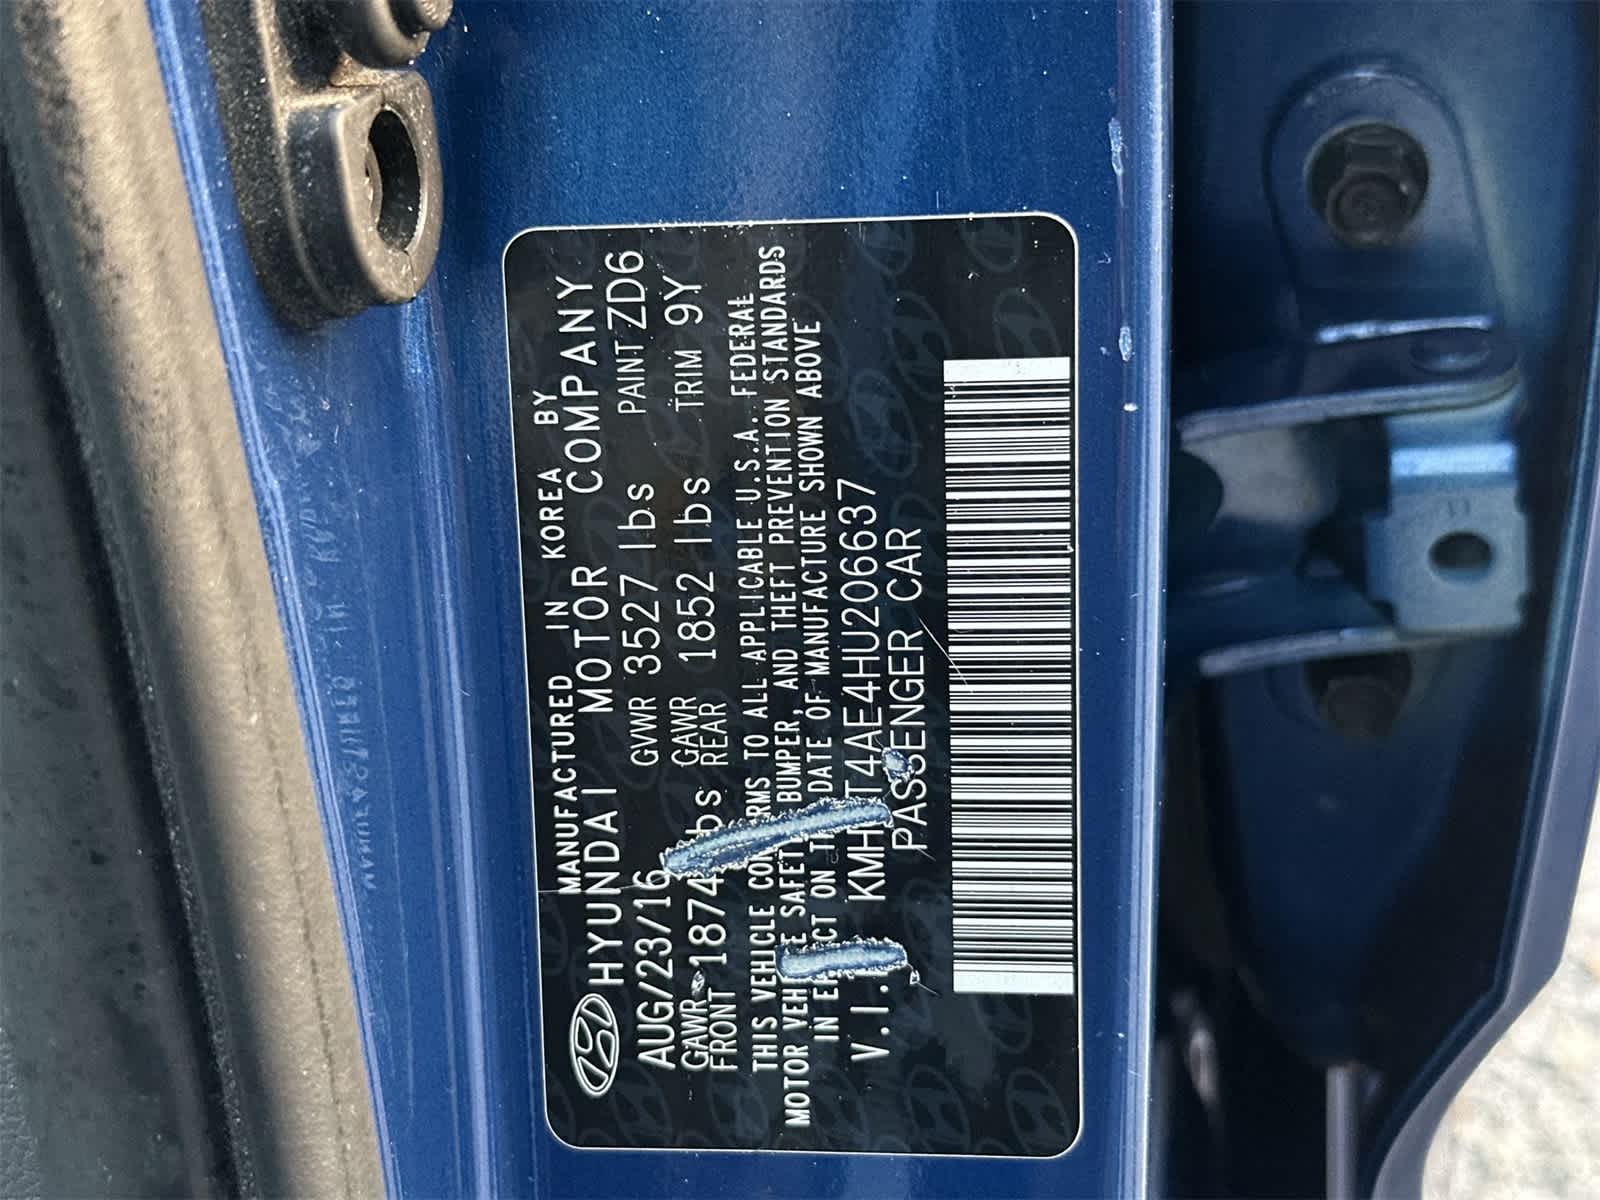 MANUFACTURED IN KOREA BY
HYUNDAI MOTOR COMPANY
AUG/23/16 GVWR 3527 lbs PAINT ZD6
GAWR FRONT 1874 lbs GAWR REAR 1852 lbs TRIM 9Y
THIS VEHICLE CONFORMS TO ALL APPLICABLE U.S.A. FEDERAL
MOTOR VEHICLE SAFETY, BUMPER, AND THEFT PREVENTION STANDARDS
IN EFFECT ON THE DATE OF MANUFACTURE SHOWN ABOVE
V.I. KMH T4AE4HU206637
PASSENGER CAR